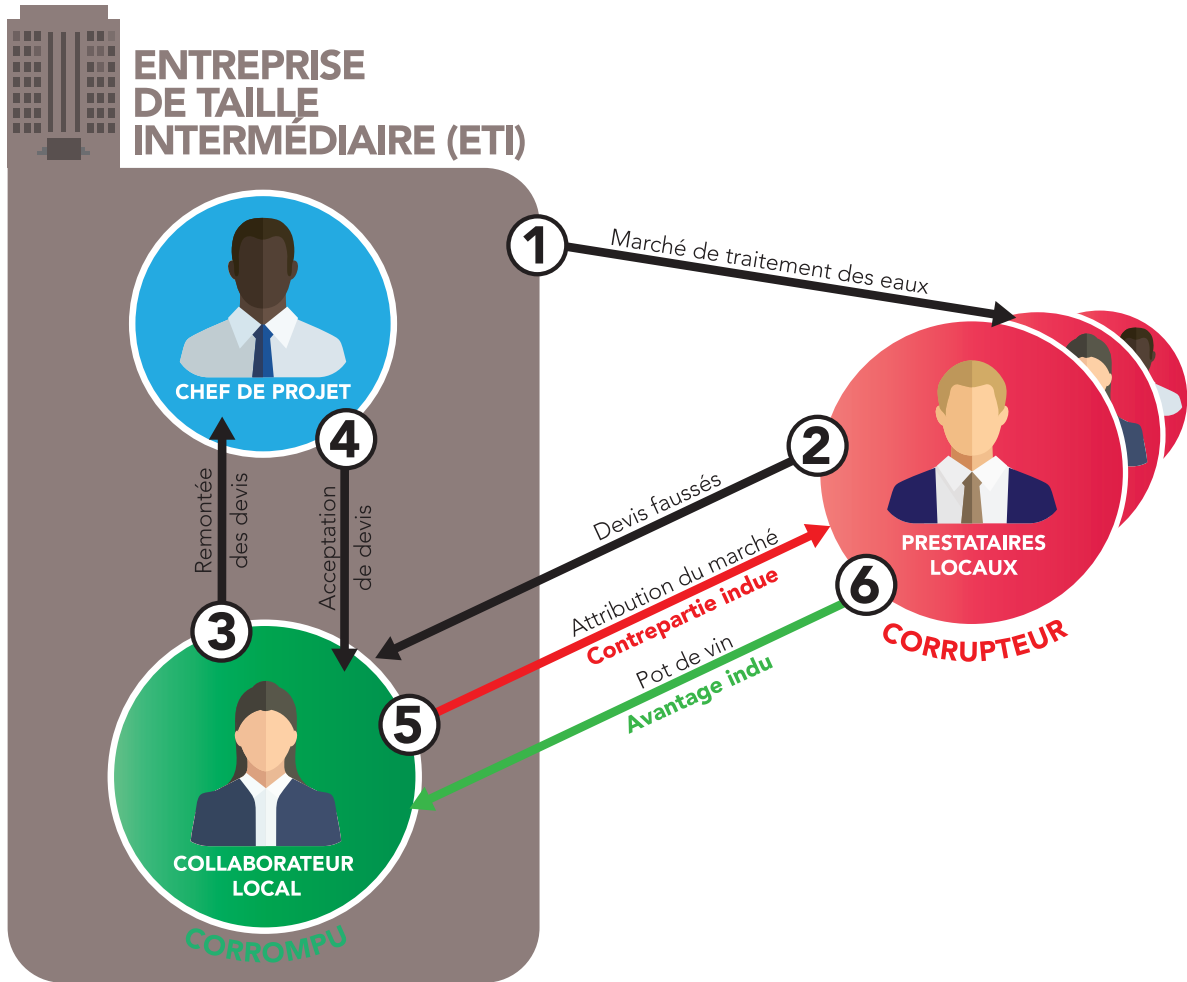 ENTREPRISE
DE TAILLE
INTERMÉDIAIRE (ETI)
1
Marché de traitement des eaux
CHEF DE PROJET
4
2
Remontée
des devis
Acceptation
de devis
Devis faussés
PRESTATAIRES
LOCAUX
Attribution du marché
Contrepartie indue
6
CORRUPTEUR
3
Pot de vin
Avantage indu
5
COLLABORATEUR
LOCAL
CORROMPU